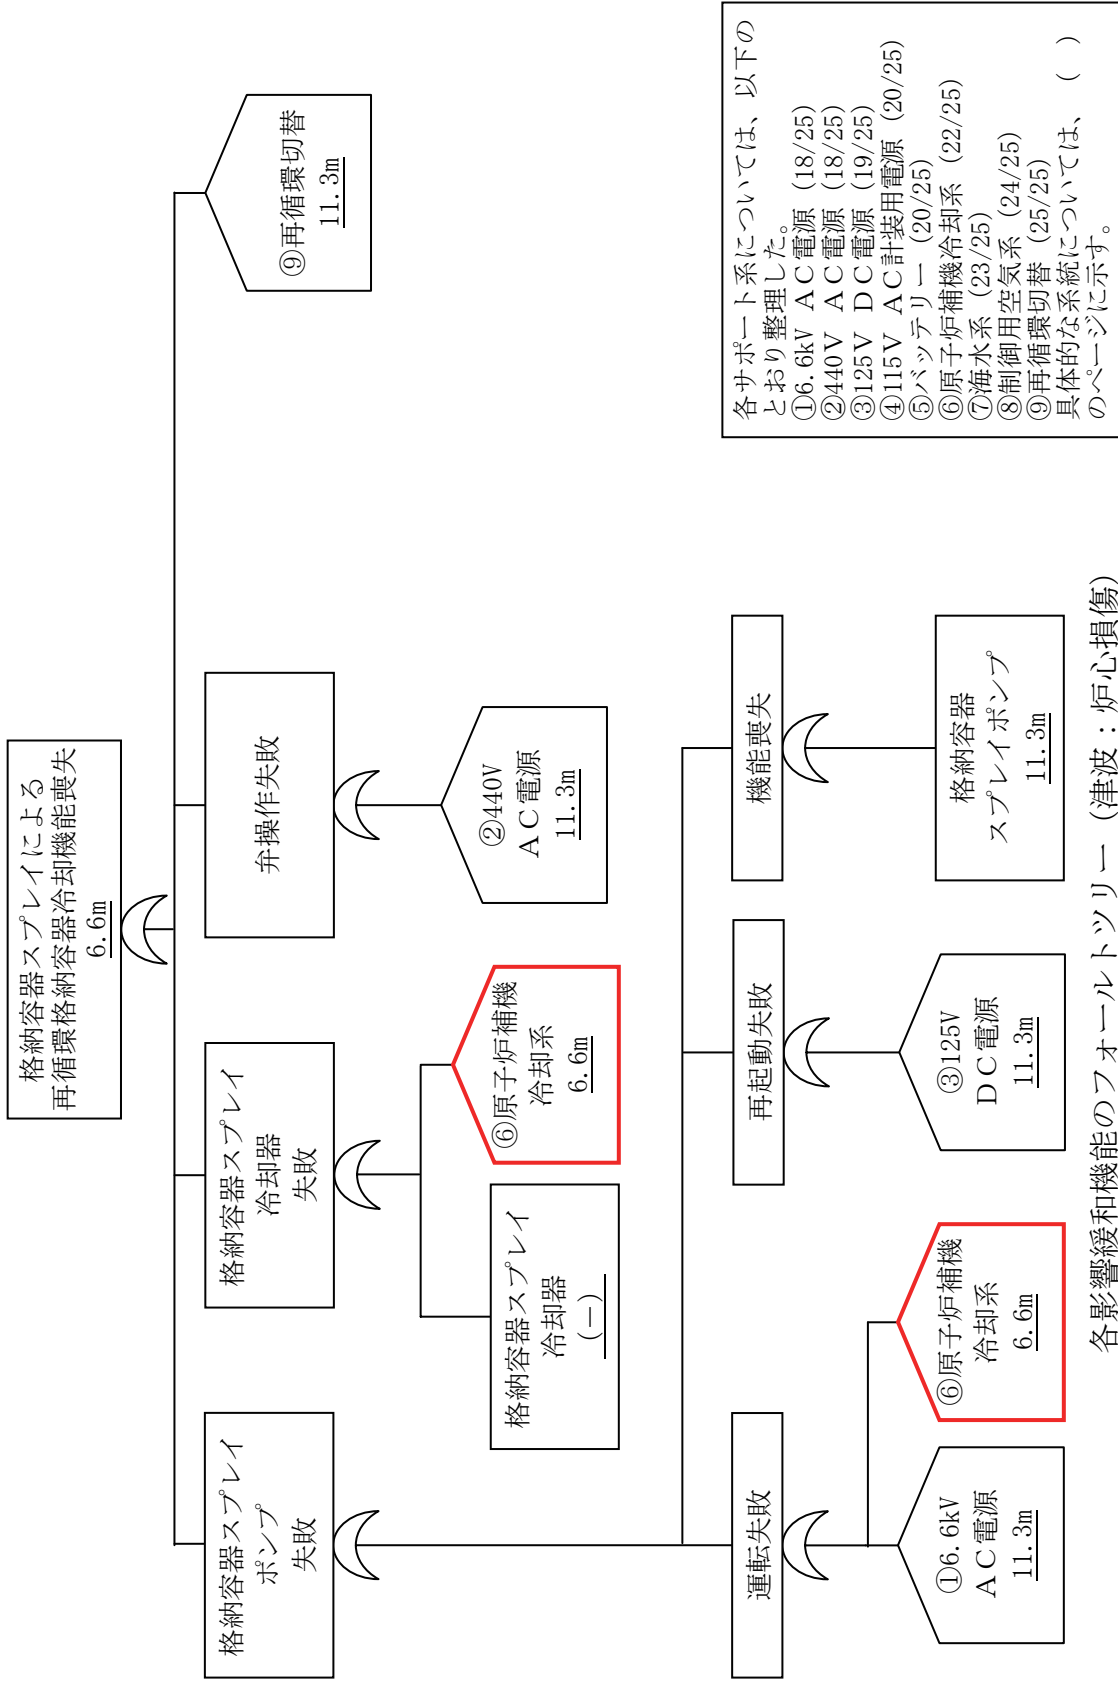 格納容器スプレイによる
再循環格納容器冷却機能喪失
6.6m
格納容器スプレイ
ポンプ
失敗
格納容器スプレイ
冷却器
失敗
弁操作失敗
⑨再循環切替
11.3m
格納容器スプレイ
冷却器
(－)
⑥原子炉補機
冷却系
6.6m
②440V
ＡＣ電源
11.3m
運転失敗
再起動失敗
機能喪失
①6.6kV
ＡＣ電源
11.3m
⑥原子炉補機
冷却系
6.6m
③125V
ＤＣ電源
11.3m
格納容器
スプレイポンプ
11.3m
各サポート系については、以下の
とおり整理した。
①6.6kV ＡＣ電源 (18/25)
②440V ＡＣ電源 (18/25)
③125V ＤＣ電源 (19/25)
④115V ＡＣ計装用電源 (20/25)
⑤バッテリー (20/25)
⑥原子炉補機冷却系 (22/25)
⑦海水系 (23/25)
⑧制御用空気系 (24/25)
⑨再循環切替 (25/25)
具体的な系統については、( )
のページに示す。
各影響緩和機能のフォールトツリー (津波：炉心損傷)